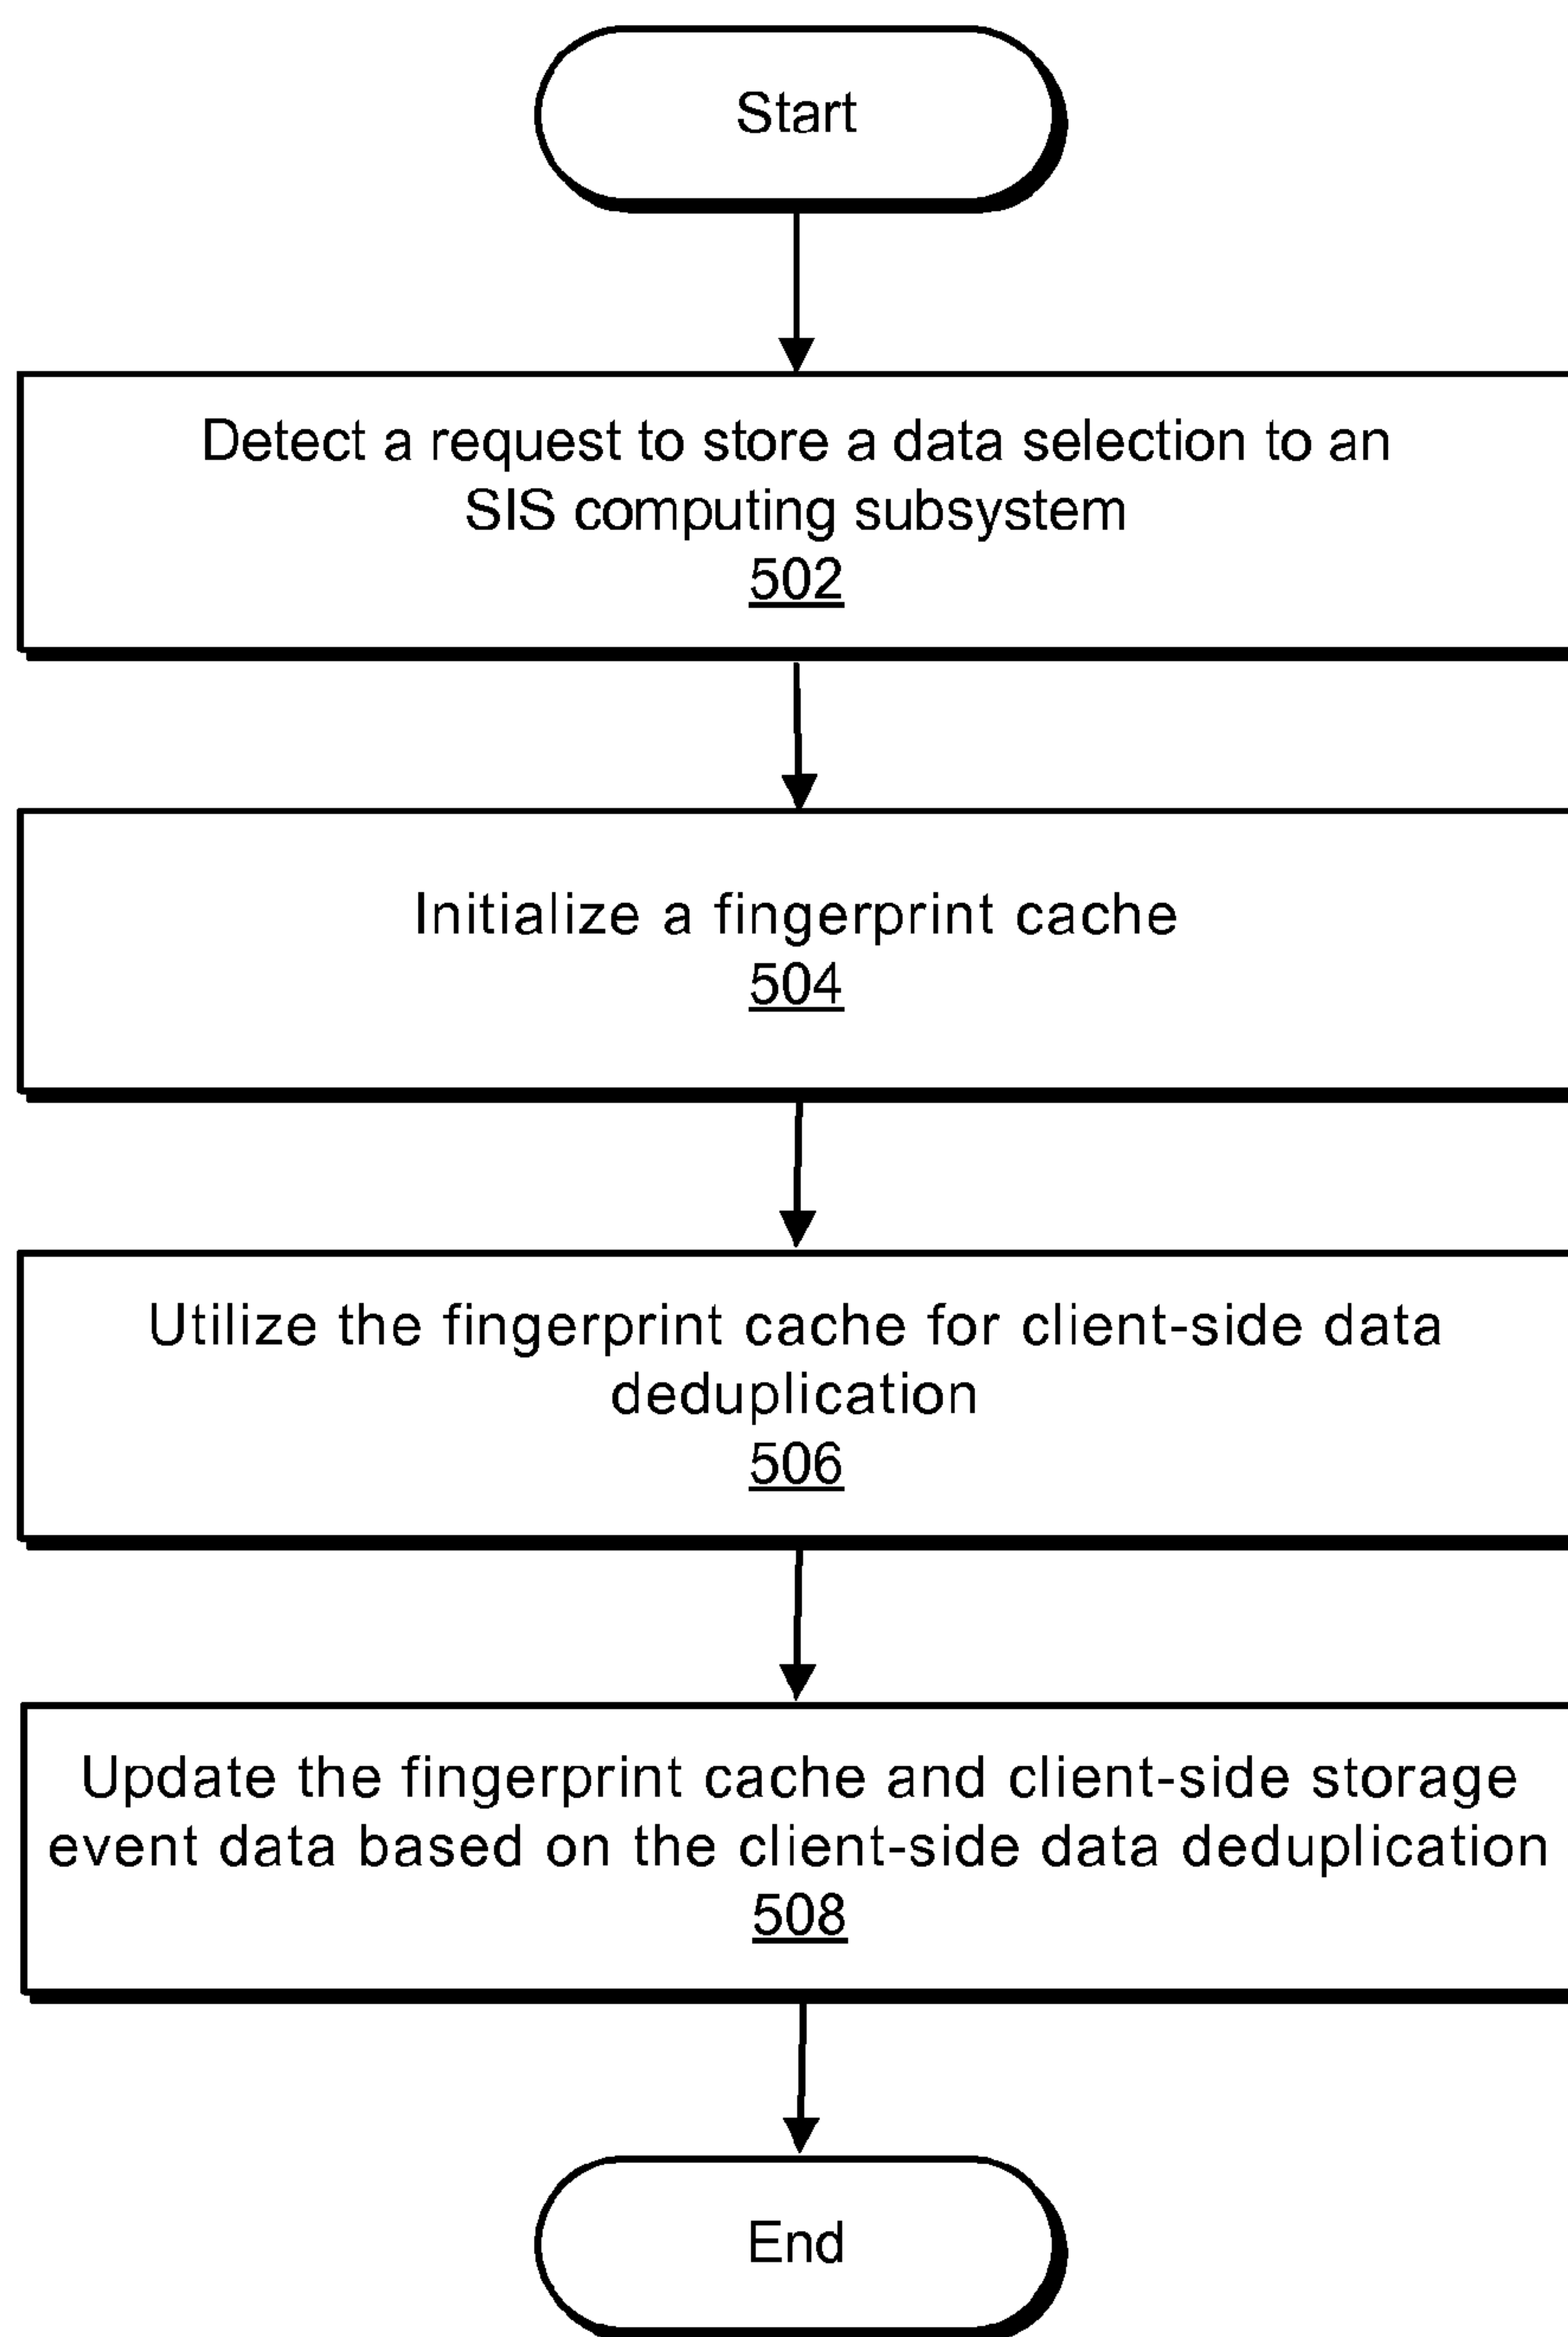 Start
Detect a request to store a data selection to an
SIS computing subsystem
502
Initialize a fingerprint cache
504
Utilize the fingerprint cache for client-side data
deduplication
506
Update the fingerprint cache and client-side storage
event data based on the client-side data deduplication
508
End